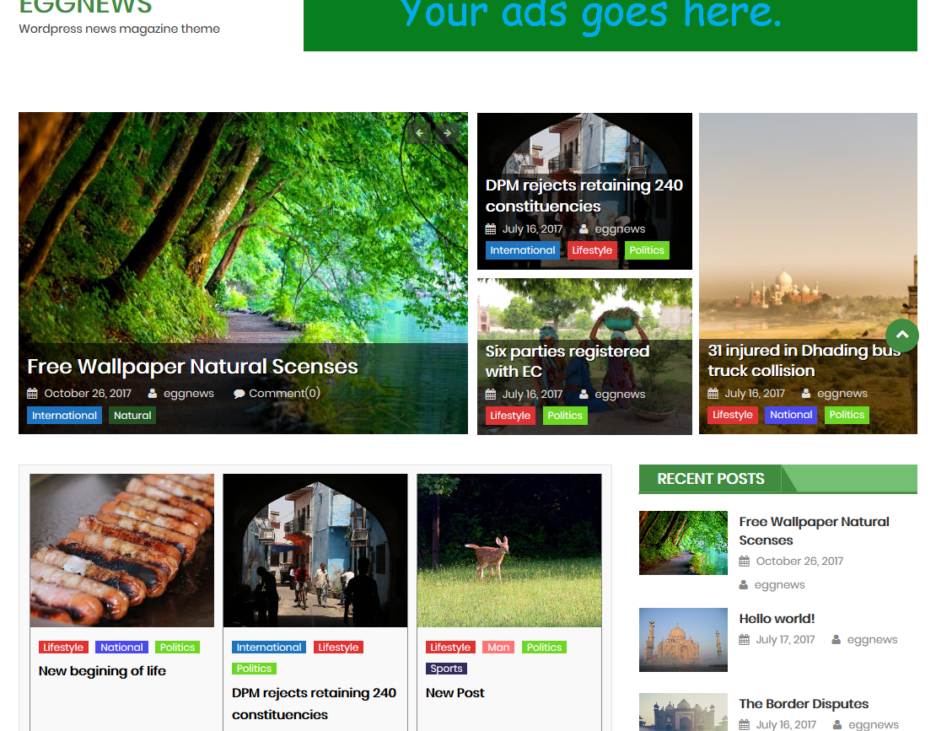 EGGNEWS
Wordpress news magazine theme
Your ads goes here.
Free Wallpaper Natural Scenses
October 26, 2017 eggnews Comment(0)
International Natural
DPM rejects retaining 240
constituencies
July 16, 2017 eggnews
International Lifestyle Politics
Six parties registered
with EC
July 16, 2017 eggnews
Lifestyle Politics
31 injured in Dhading bus
truck collision
July 16, 2017 eggnews
Lifestyle National Politics
Lifestyle National Politics
New begining of life
International Lifestyle
Politics
DPM rejects retaining 240
constituencies
Lifestyle Man Politics
Sports
New Post
RECENT POSTS
Free Wallpaper Natural
Scenses
October 26, 2017
eggnews
Hello world!
July 17, 2017 eggnews
The Border Disputes
July 16, 2017 eggnews